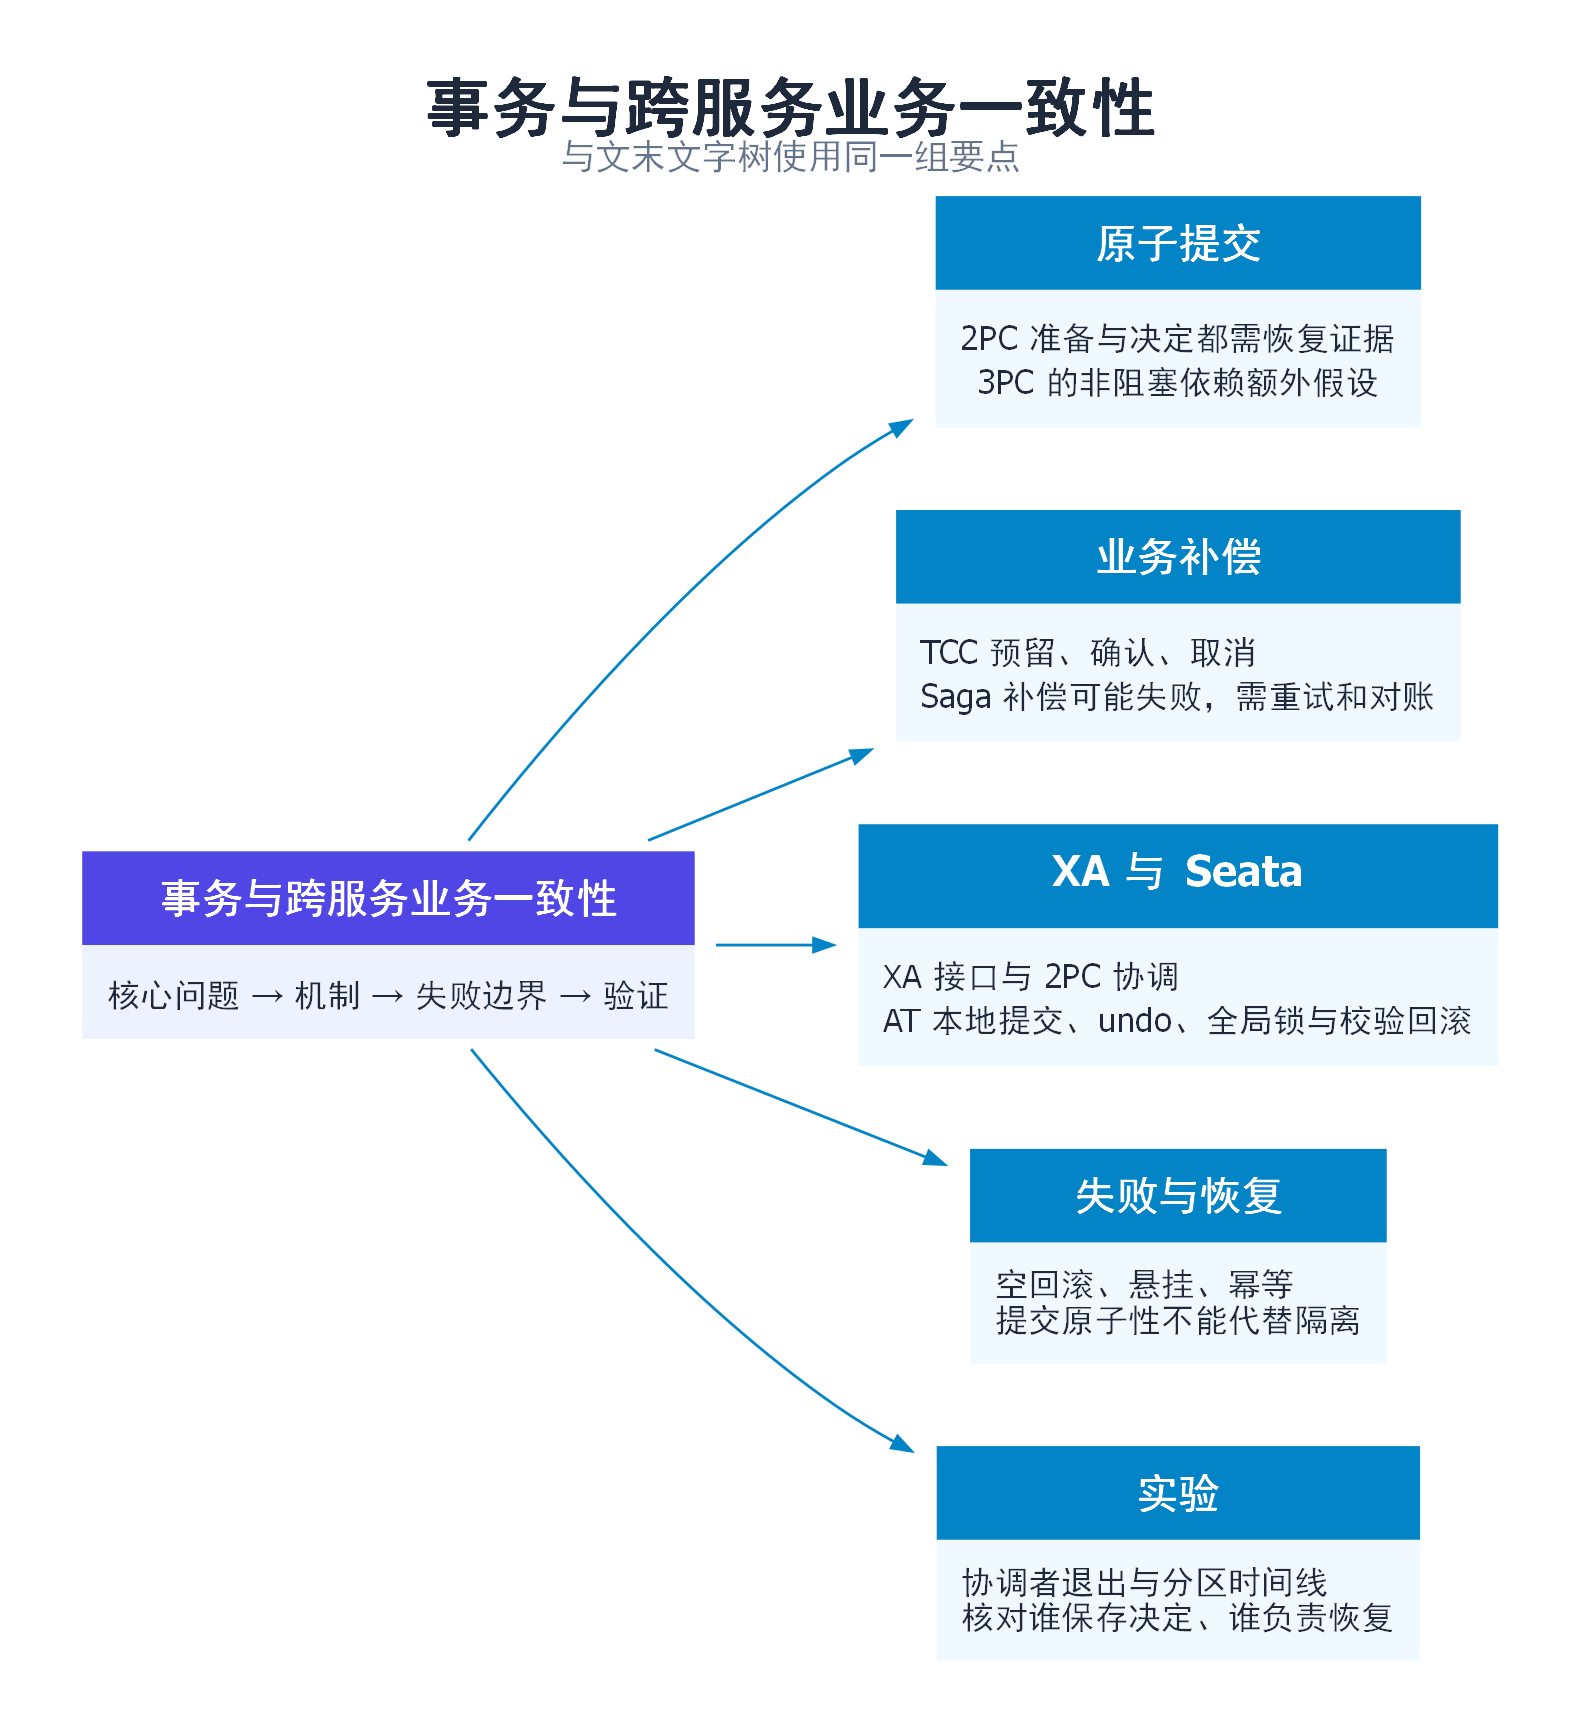 事务与跨服务业务一致性
与文末文字树使用同一组要点
原子提交
2PC 准备与决定都需恢复证据
3PC 的非阻塞依赖额外假设
业务补偿
TCC 预留、确认、取消
Saga 补偿可能失败，需重试和对账
XA 与 Seata
XA 接口与 2PC 协调
AT 本地提交、undo、全局锁与校验回滚
事务与跨服务业务一致性
核心问题 → 机制 → 失败边界 → 验证
失败与恢复
空回滚、悬挂、幂等
提交原子性不能代替隔离
实验
协调者退出与分区时间线
核对谁保存决定、谁负责恢复